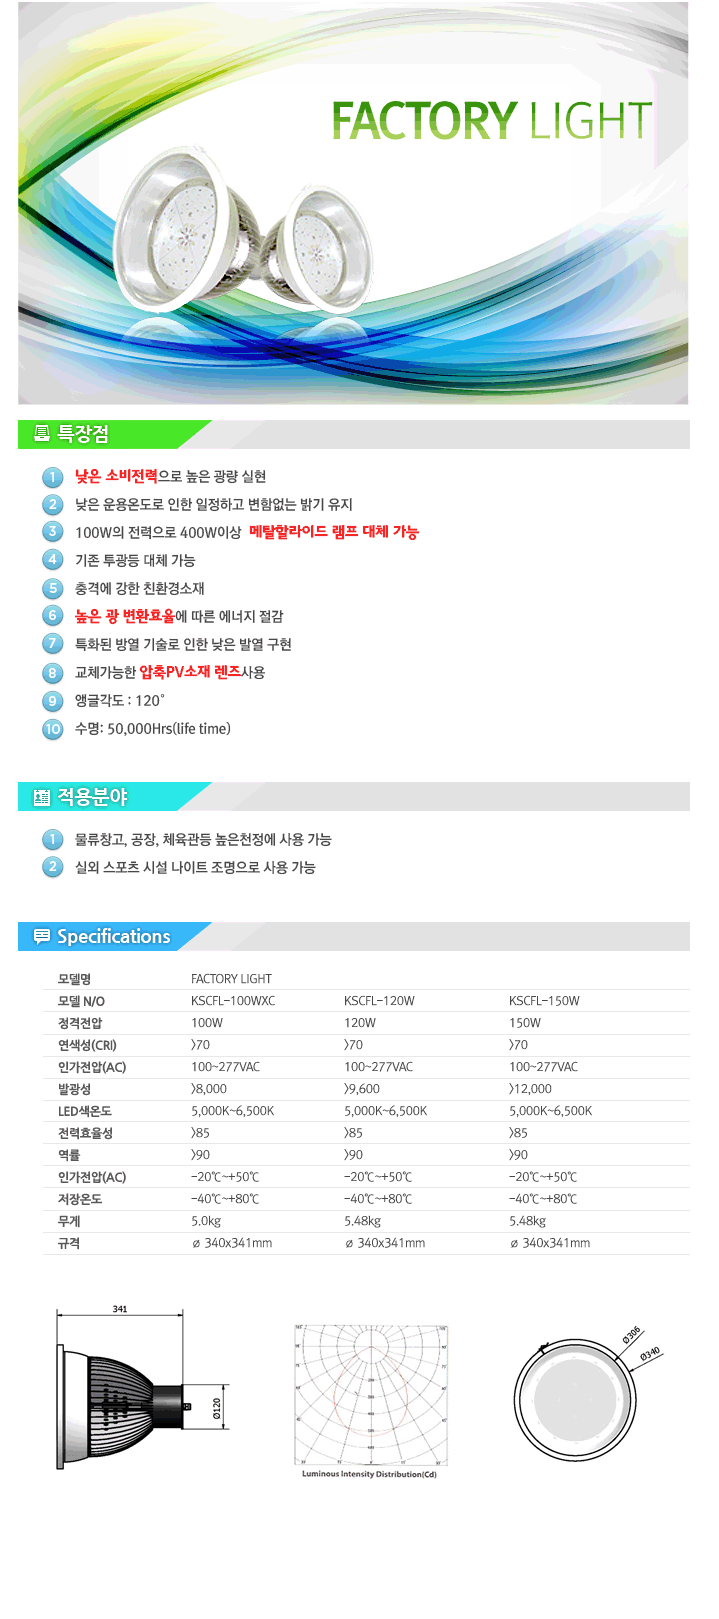 FACTORY LIGHT
특장점
1 낮은 소비전력으로 높은 광량 실현
2 낮은 운용온도로 인한 일정하고 변함없는 밝기 유지
3 100W의 전력으로 400W이상 메탈할라이드 램프 대체 가능
4 기존 투광등 대체 가능
5 충격에 강한 친환경소재
6 높은 광 변환효율에 따른 에너지 절감
7 특화된 방열 기술로 인한 낮은 발열 구현
8 교체가능한 압축PV소재 렌즈사용
9 앵글각도 : 120°
10 수명: 50,000Hrs(life time)
적용분야
1 물류창고, 공장, 체육관등 높은천정에 사용 가능
2 실외 스포츠 시설 나이트 조명으로 사용 가능
Specifications
모델명 FACTORY LIGHT
모델 N/O KSCFL-100WXC KSCFL-120W KSCFL-150W
정격전압 100W 120W 150W
연색성(CRI) >70 >70 >70
인가전압(AC) 100~277VAC 100~277VAC 100~277VAC
발광성 >8,000 >9,600 >12,000
LED색온도 5,000K~6,500K 5,000K~6,500K 5,000K~6,500K
전력효율성 >85 >85 >85
역률 >90 >90 >90
인가전압(AC) -20℃~+50℃ -20℃~+50℃ -20℃~+50℃
저장온도 -40℃~+80℃ -40℃~+80℃ -40℃~+80℃
무게 5.0kg 5.48kg 5.48kg
규격 ø 340x341mm ø 340x341mm ø 340x341mm
341
Ø120
Luminous Intensity Distribution(Cd)
Ø306
Ø340